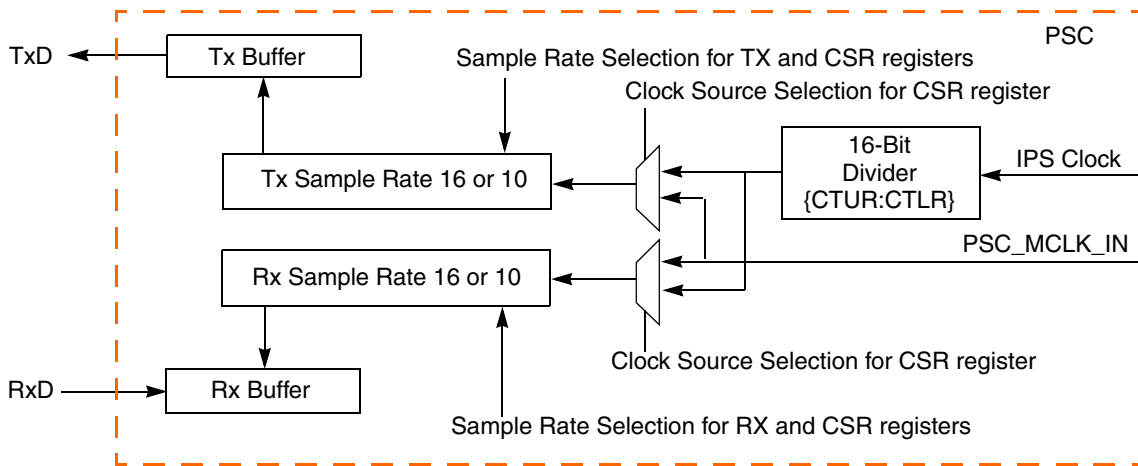 PSC
TxD
Tx Buffer
Sample Rate Selection for TX and CSR registers
Clock Source Selection for CSR register
16-Bit
Divider
{CTUR:CTLR}
IPS Clock
Tx Sample Rate 16 or 10
PSC_MCLK_IN
Rx Sample Rate 16 or 10
Clock Source Selection for CSR register
RxD
Rx Buffer
Sample Rate Selection for RX and CSR registers